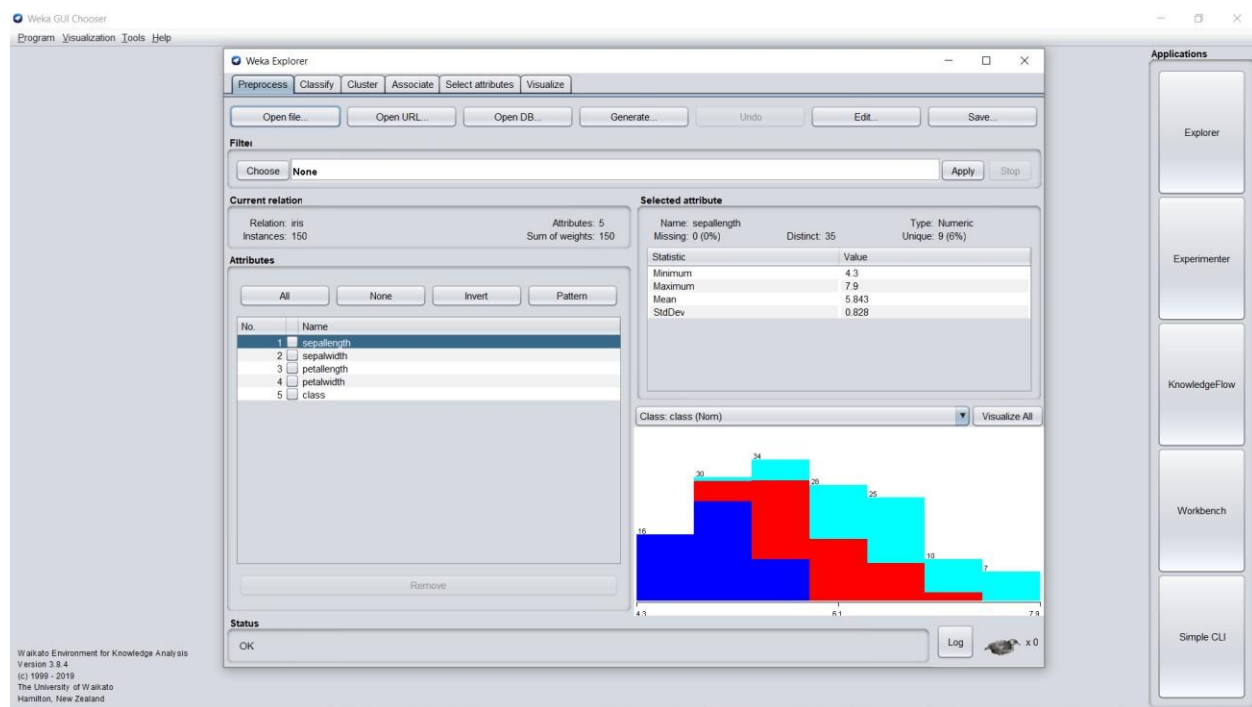 Weka GUI Chooser
Program Visualization Tools Help
Weka Explorer
Preprocess Classify Cluster Associate Select attributes Visualize
Open file... Open URL... Open DB... Generate... Undo Edit... Save...
Filter
Choose None Apply Stop
Current relation
Relation: iris Attributes: 5
Instances: 150 Sum of weights: 150
Attributes
All None Invert Pattern
No. Name
1 sepallength
2 sepalwidth
3 petallength
4 petalwidth
5 class
Remove
Selected attribute
Name: sepallength Type: Numeric
Missing: 0 (0%) Distinct: 35 Unique: 9 (6%)
Statistic Value
Minimum 4.3
Maximum 7.9
Mean 5.843
StdDev 0.828
Class: class (Nom) Visualize All
16 30 34 28 25 10 7
4.3 6.1 7.9
Status
OK Log x 0
Applications
Explorer
Experimenter
KnowledgeFlow
Workbench
Simple CLI
Waikato Environment for Knowledge Analysis
Version 3.8.4
(c) 1999 - 2019
The University of Waikato
Hamilton, New Zealand